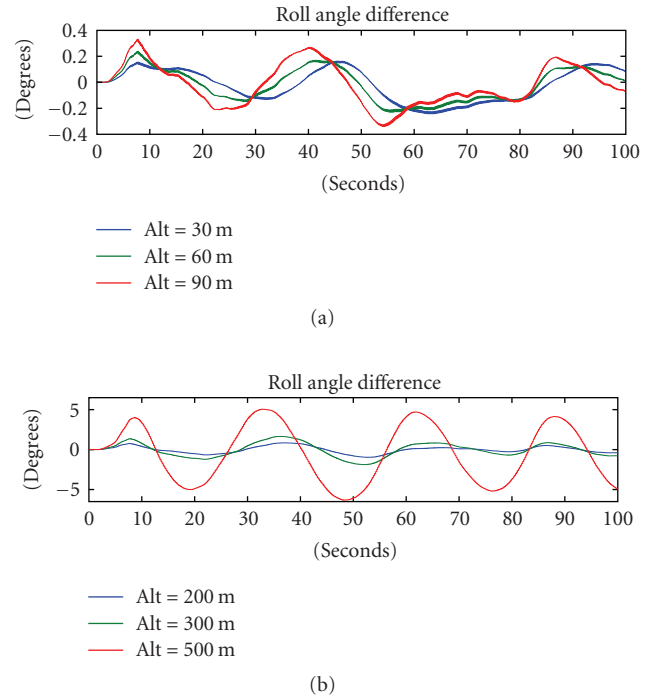 Roll angle difference
(Degrees)
0.4
0.2
0
−0.2
−0.4
0 10 20 30 40 50 60 70 80 90 100
(Seconds)
Alt = 30 m
Alt = 60 m
Alt = 90 m
(a)
Roll angle difference
(Degrees)
5
0
−5
0 10 20 30 40 50 60 70 80 90 100
(Seconds)
Alt = 200 m
Alt = 300 m
Alt = 500 m
(b)